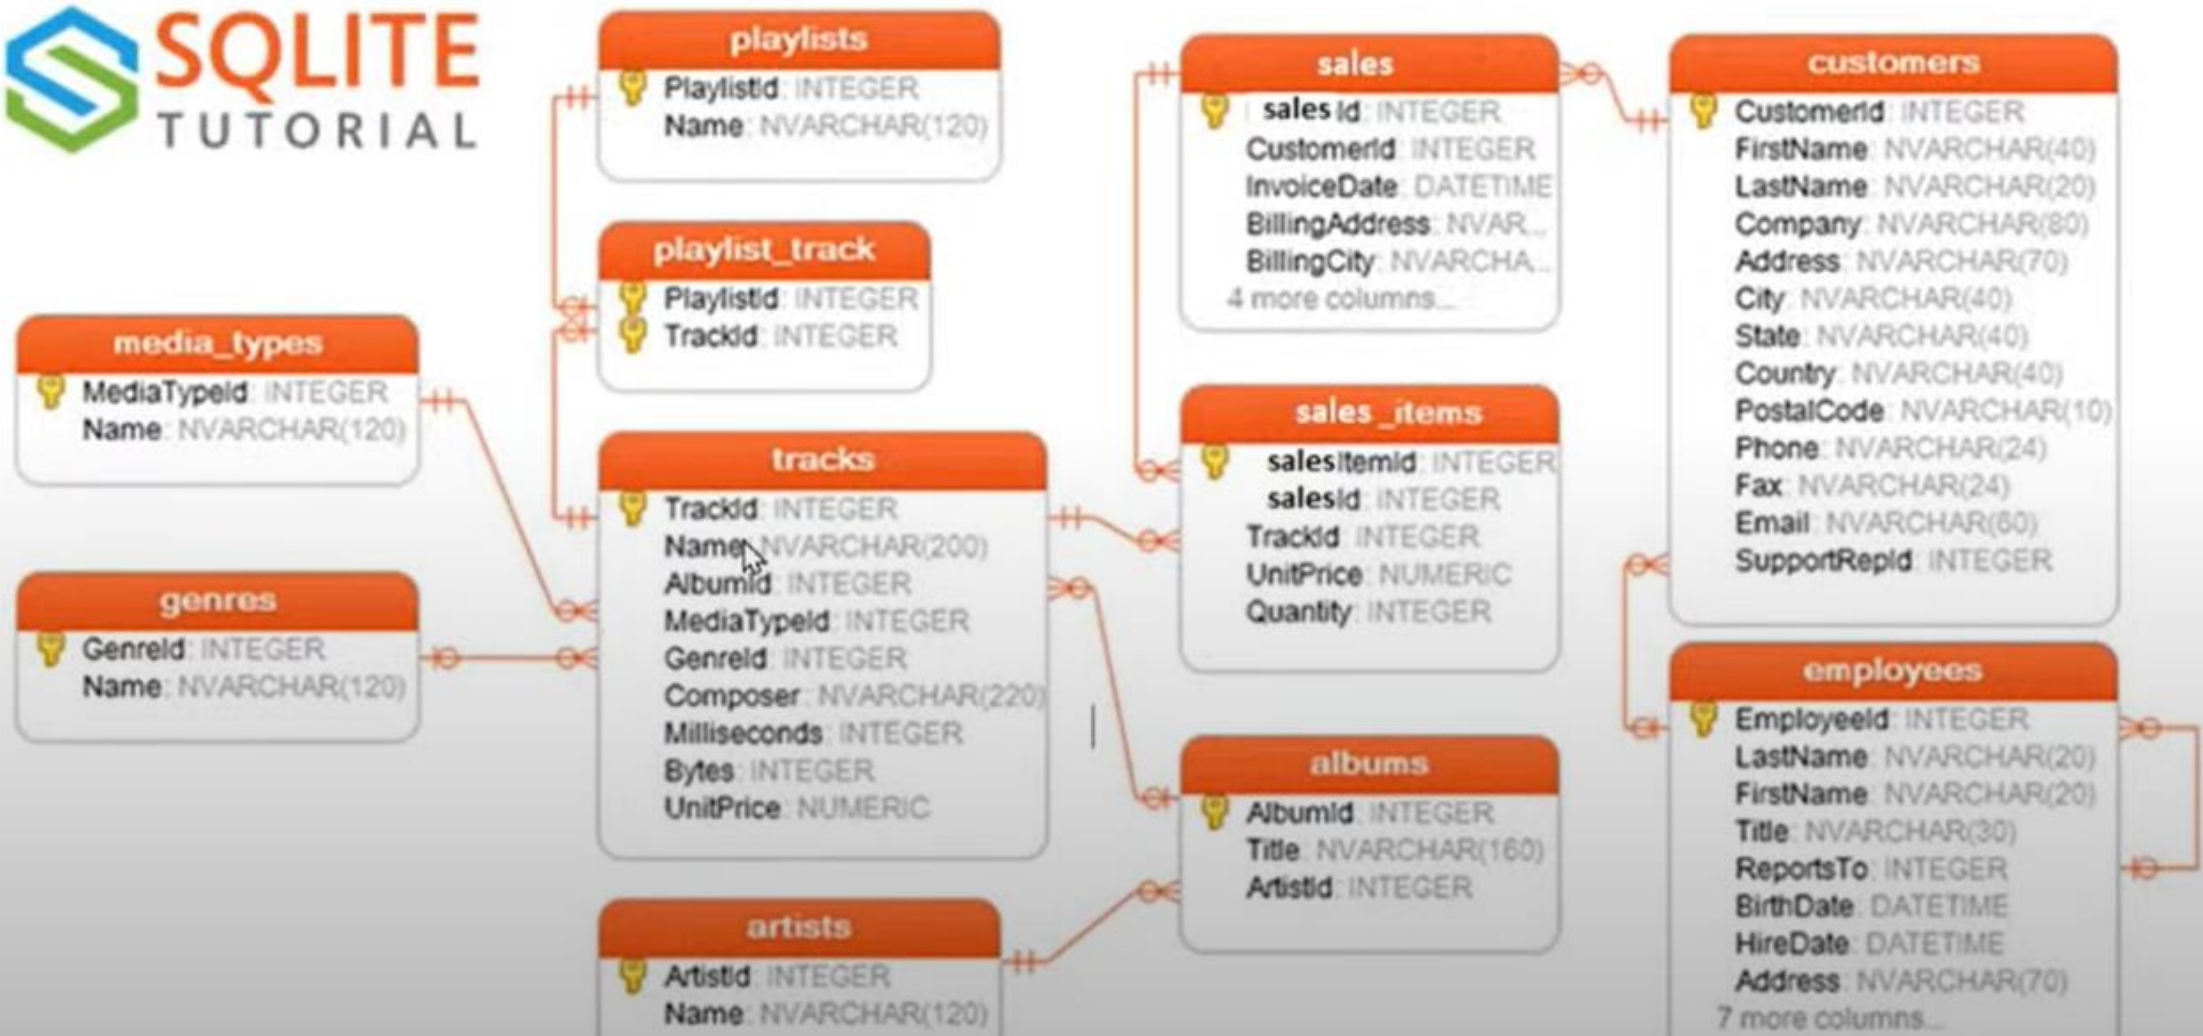 SQLITE
TUTORIAL
playlists
PlaylistId: INTEGER
Name: NVARCHAR(120)
playlist_track
PlaylistId: INTEGER
TrackId: INTEGER
media_types
MediaTypeId: INTEGER
Name: NVARCHAR(120)
genres
GenreId: INTEGER
Name: NVARCHAR(120)
tracks
TrackId: INTEGER
Name: NVARCHAR(200)
AlbumId: INTEGER
MediaTypeId: INTEGER
GenreId: INTEGER
Composer: NVARCHAR(220)
Milliseconds: INTEGER
Bytes: INTEGER
UnitPrice: NUMERIC
artists
ArtistId: INTEGER
Name: NVARCHAR(120)
sales
sales Id: INTEGER
CustomerId: INTEGER
InvoiceDate: DATETIME
BillingAddress: NVAR...
BillingCity: NVARCHA...
4 more columns...
sales _items
salesItemId: INTEGER
salesId: INTEGER
TrackId: INTEGER
UnitPrice: NUMERIC
Quantity: INTEGER
albums
AlbumId: INTEGER
Title: NVARCHAR(160)
ArtistId: INTEGER
customers
CustomerId: INTEGER
FirstName: NVARCHAR(40)
LastName: NVARCHAR(20)
Company: NVARCHAR(80)
Address: NVARCHAR(70)
City: NVARCHAR(40)
State: NVARCHAR(40)
Country: NVARCHAR(40)
PostalCode: NVARCHAR(10)
Phone: NVARCHAR(24)
Fax: NVARCHAR(24)
Email: NVARCHAR(60)
SupportRepId: INTEGER
employees
EmployeeId: INTEGER
LastName: NVARCHAR(20)
FirstName: NVARCHAR(20)
Title: NVARCHAR(30)
ReportsTo: INTEGER
BirthDate: DATETIME
HireDate: DATETIME
Address: NVARCHAR(70)
7 more columns...